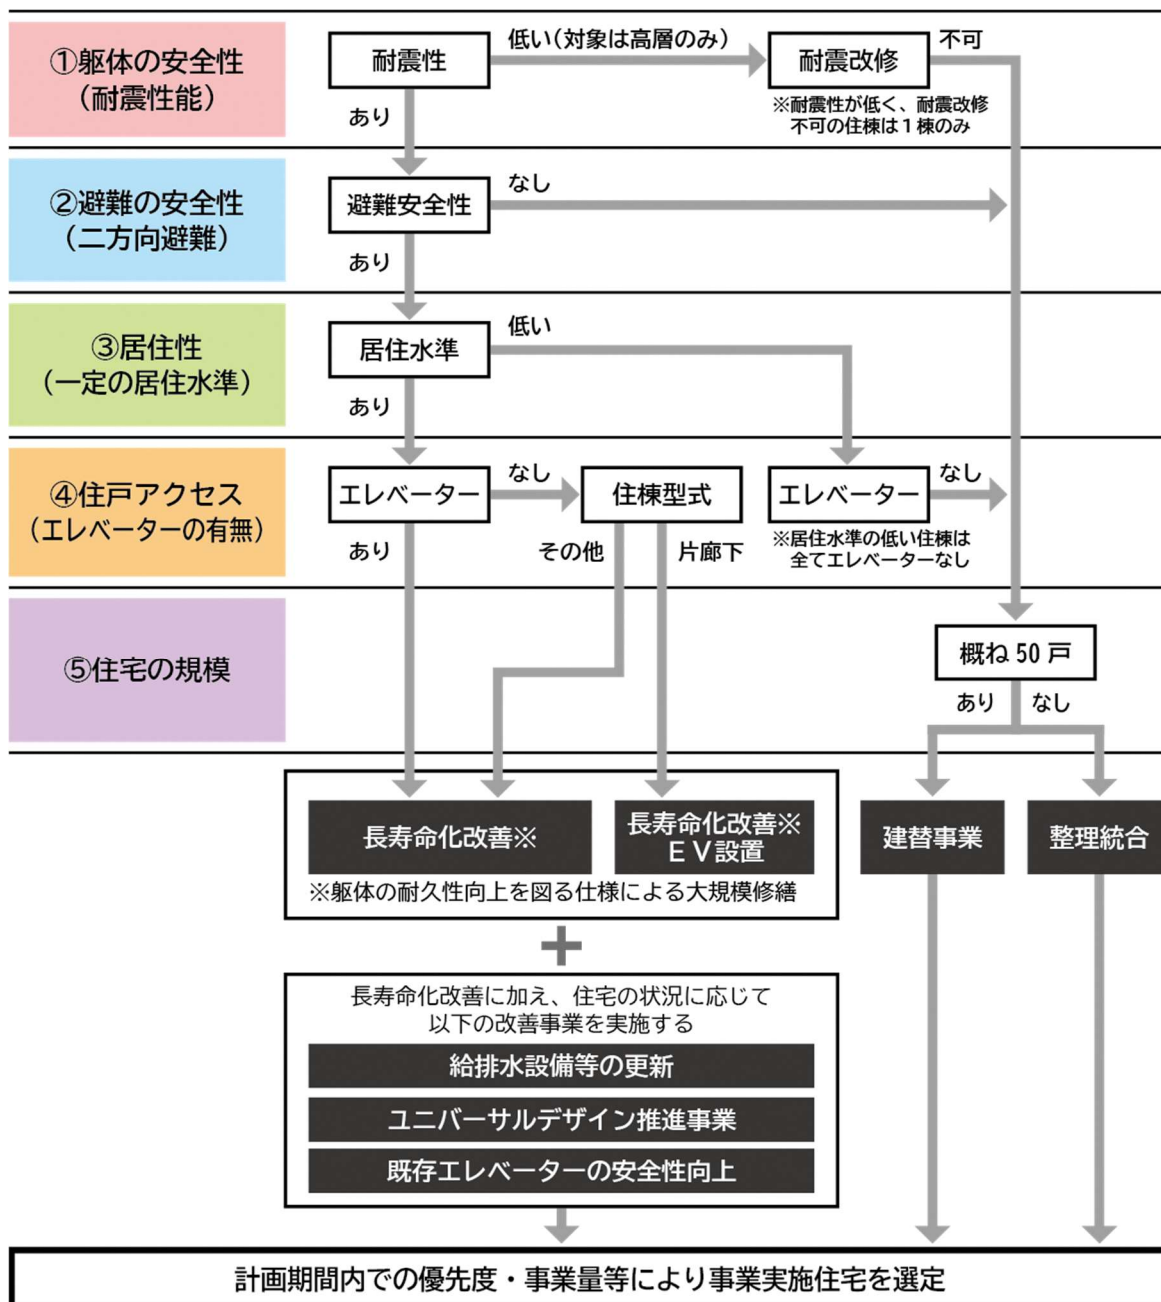 ①躯体の安全性
（耐震性能）
耐震性
低い（対象は高層のみ）
耐震改修
不可
※耐震性が低く、耐震改修
不可の住棟は１棟のみ
あり
②避難の安全性
（二方向避難）
避難安全性
なし
あり
③居住性
（一定の居住水準）
居住水準
低い
あり
④住戸アクセス
（エレベーターの有無）
エレベーター
なし
住棟型式
エレベーター
なし
※居住水準の低い住棟は
全てエレベーターなし
あり
その他
片廊下
⑤住宅の規模
概ね 50 戸
あり
なし
長寿命化改善※
長寿命化改善※
ＥＶ設置
建替事業
整理統合
※躯体の耐久性向上を図る仕様による大規模修繕
＋
長寿命化改善に加え、住宅の状況に応じて
以下の改善事業を実施する
給排水設備等の更新
ユニバーサルデザイン推進事業
既存エレベーターの安全性向上
計画期間内での優先度・事業量等により事業実施住宅を選定